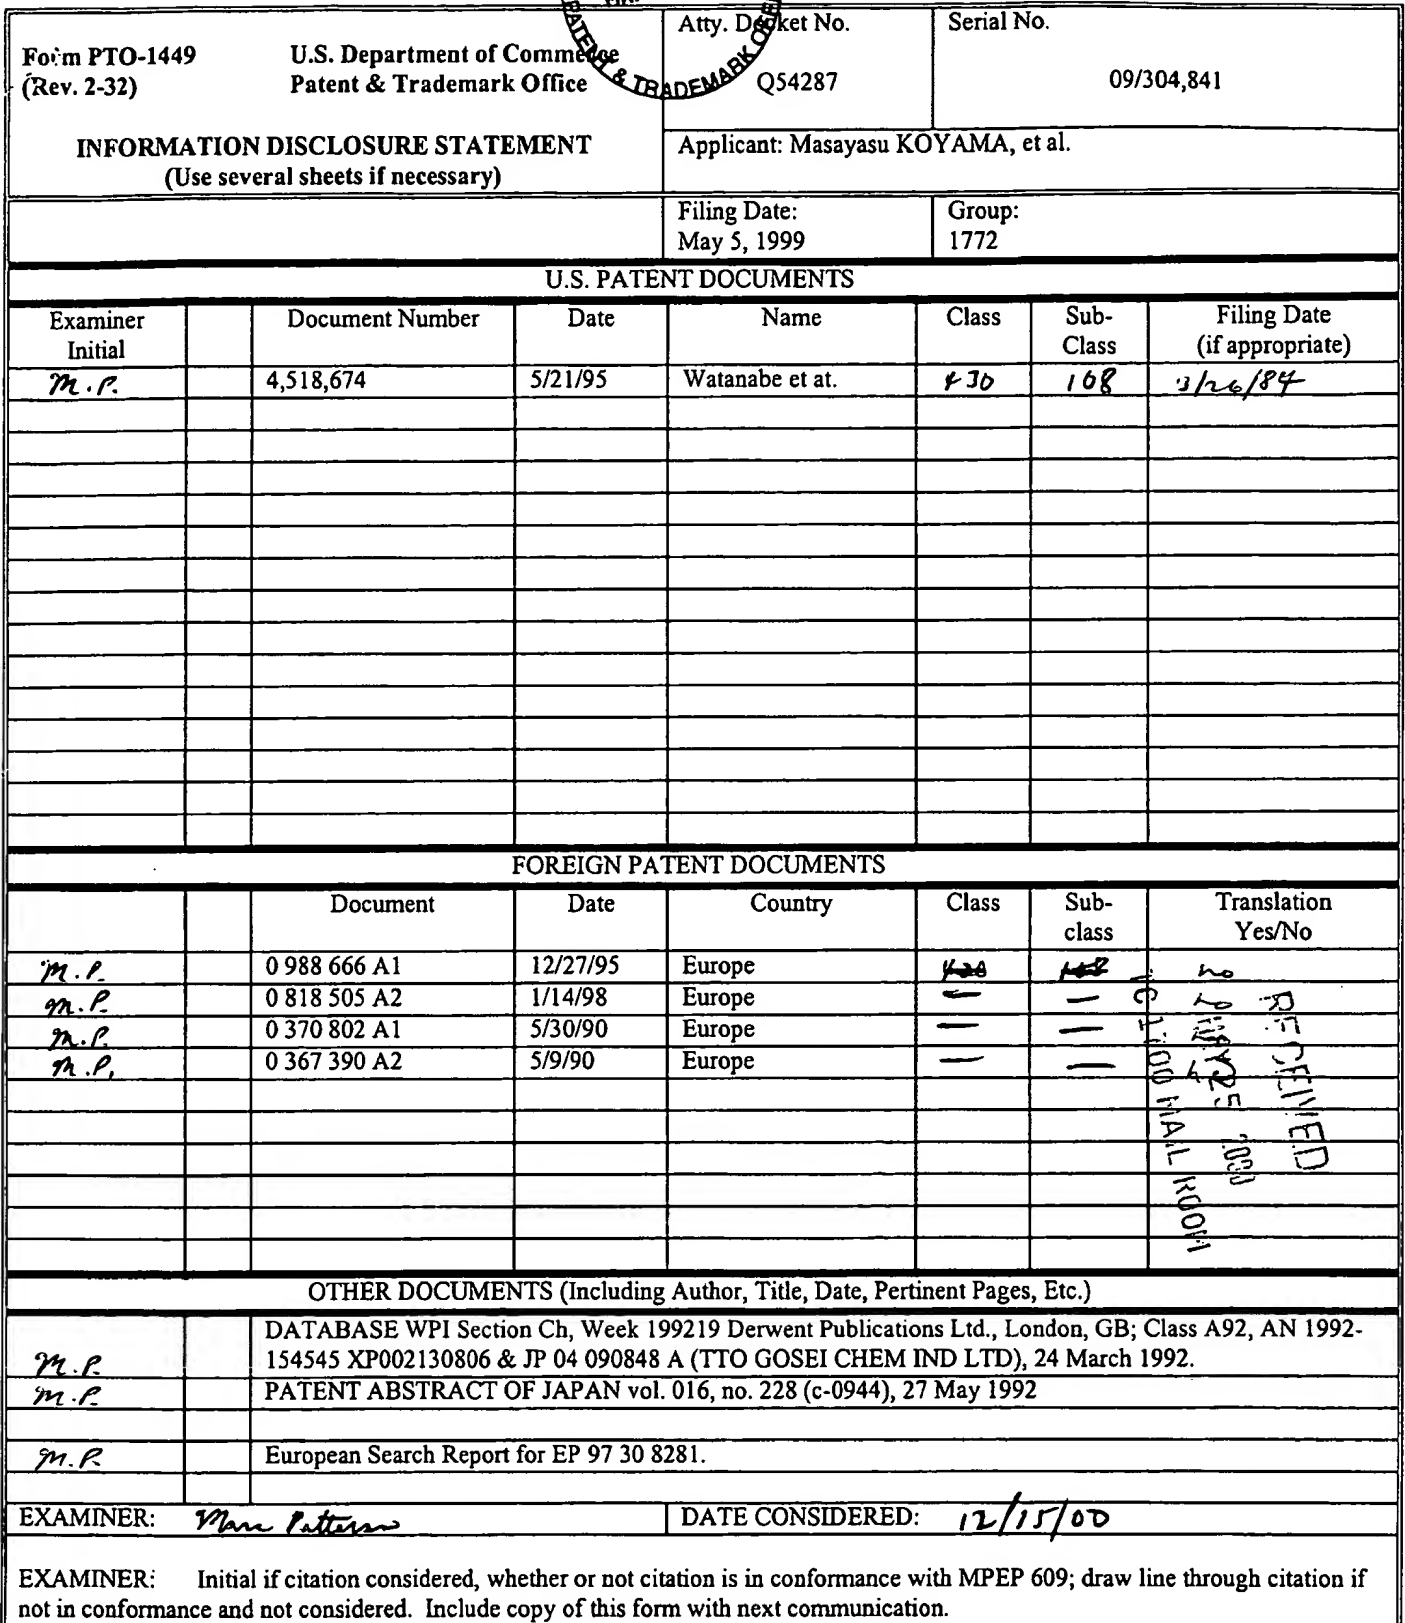 PATENT & TRADEMARK OFFICE
Form PTO-1449
(Rev. 2-32)
U.S. Department of Commerce
Patent & Trademark Office
Atty. Docket No.
Q54287
Serial No.
09/304,841
INFORMATION DISCLOSURE STATEMENT
(Use several sheets if necessary)
Applicant: Masayasu KOYAMA, et al.
Filing Date:
May 5, 1999
Group:
1772
U.S. PATENT DOCUMENTS
Examiner Initial Document Number Date Name Class Sub-Class Filing Date (if appropriate)
M.P. 4,518,674 5/21/95 Watanabe et at. 430 168 3/26/84
FOREIGN PATENT DOCUMENTS
Document Date Country Class Sub-class Translation Yes/No
M.P. 0 988 666 A1 12/27/95 Europe no
M.P. 0 818 505 A2 1/14/98 Europe — —
M.P. 0 370 802 A1 5/30/90 Europe — —
M.P. 0 367 390 A2 5/9/90 Europe — —
RECEIVED
2000
MAIL ROOM
OTHER DOCUMENTS (Including Author, Title, Date, Pertinent Pages, Etc.)
M.P. DATABASE WPI Section Ch, Week 199219 Derwent Publications Ltd., London, GB; Class A92, AN 1992-
154545 XP002130806 & JP 04 090848 A (TTO GOSEI CHEM IND LTD), 24 March 1992.
M.P. PATENT ABSTRACT OF JAPAN vol. 016, no. 228 (c-0944), 27 May 1992
M.P. European Search Report for EP 97 30 8281.
EXAMINER: Marc Patterson DATE CONSIDERED: 12/15/00
EXAMINER: Initial if citation considered, whether or not citation is in conformance with MPEP 609; draw line through citation if
not in conformance and not considered. Include copy of this form with next communication.